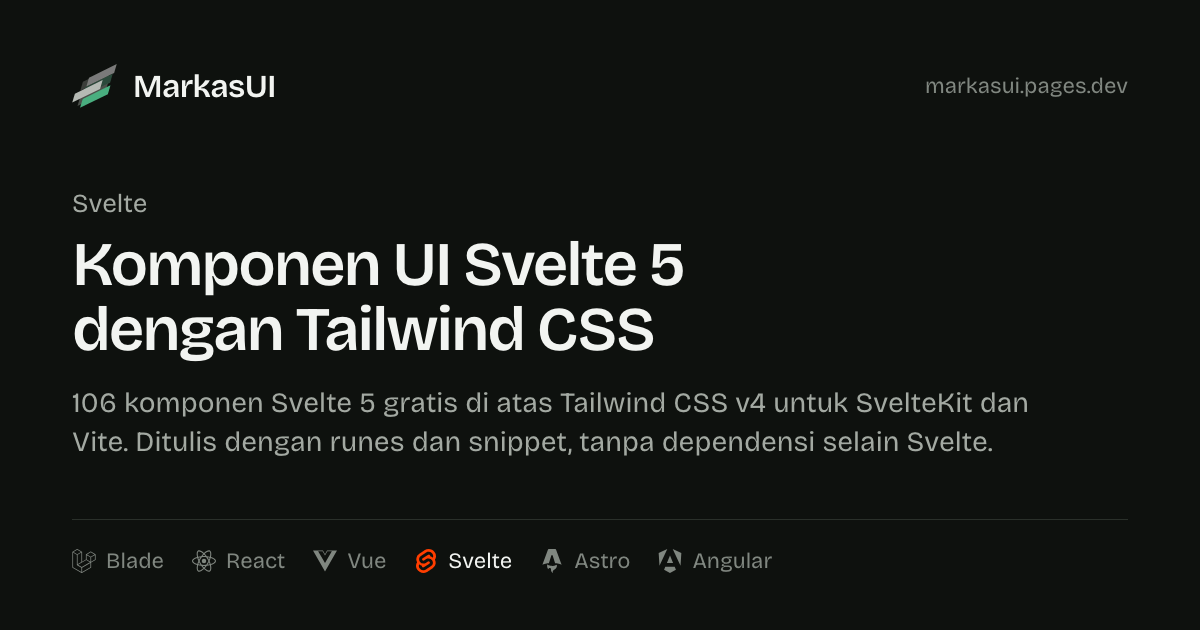 MarkasUI
markasui.pages.dev
Svelte
Komponen UI Svelte 5
dengan Tailwind CSS
106 komponen Svelte 5 gratis di atas Tailwind CSS v4 untuk SvelteKit dan
Vite. Ditulis dengan runes dan snippet, tanpa dependensi selain Svelte.
Blade React Vue Svelte Astro Angular